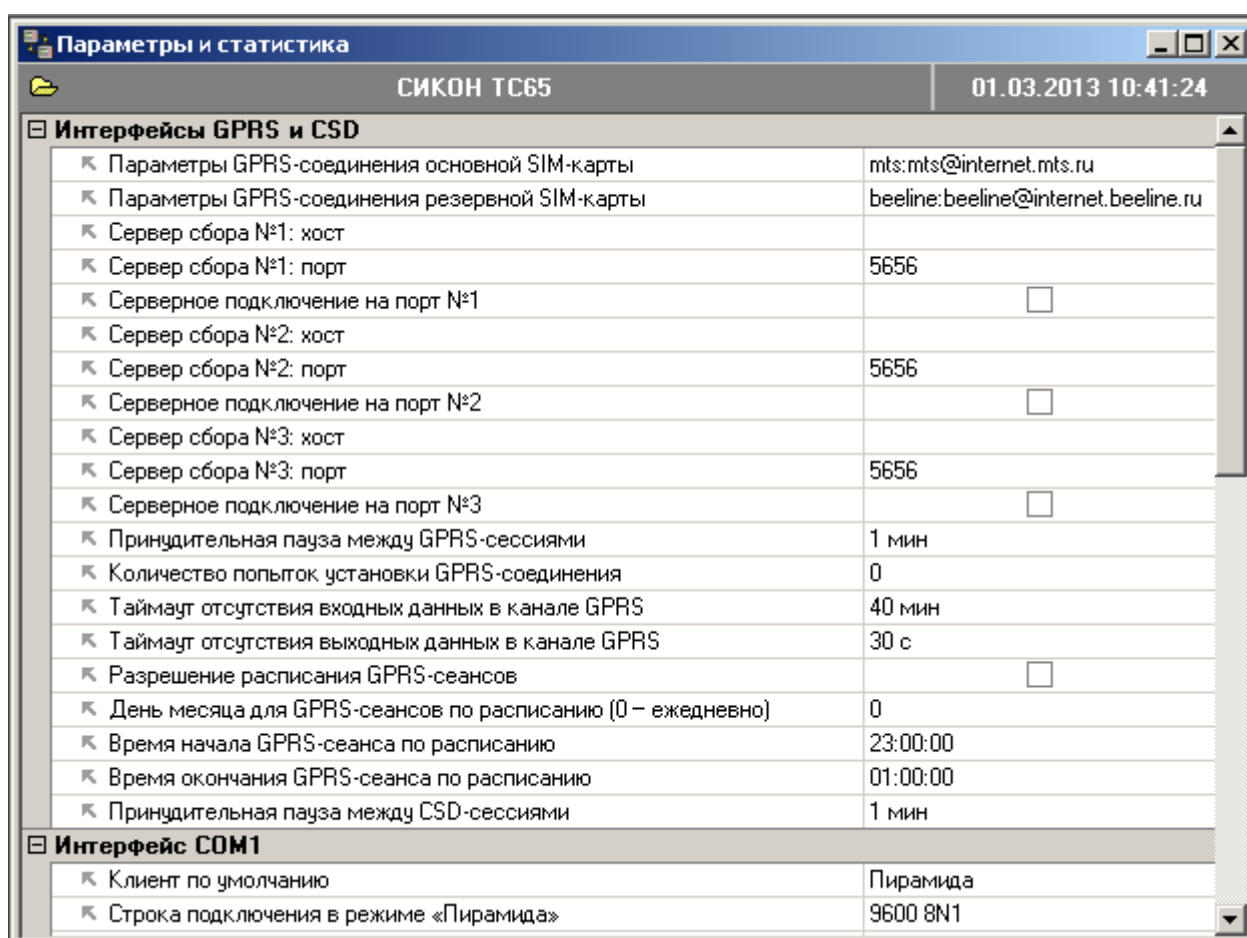 Параметры и статистика
СИКОН ТС65 01.03.2013 10:41:24
Интерфейсы GPRS и CSD
Параметры GPRS-соединения основной SIM-карты mts:mts@internet.mts.ru
Параметры GPRS-соединения резервной SIM-карты beeline:beeline@internet.beeline.ru
Сервер сбора №1: хост
Сервер сбора №1: порт 5656
Серверное подключение на порт №1
Сервер сбора №2: хост
Сервер сбора №2: порт 5656
Серверное подключение на порт №2
Сервер сбора №3: хост
Сервер сбора №3: порт 5656
Серверное подключение на порт №3
Принудительная пауза между GPRS-сессиями 1 мин
Количество попыток установки GPRS-соединения 0
Таймаут отсутствия входных данных в канале GPRS 40 мин
Таймаут отсутствия выходных данных в канале GPRS 30 с
Разрешение расписания GPRS-сеансов
День месяца для GPRS-сеансов по расписанию (0 – ежедневно) 0
Время начала GPRS-сеанса по расписанию 23:00:00
Время окончания GPRS-сеанса по расписанию 01:00:00
Принудительная пауза между CSD-сессиями 1 мин
Интерфейс COM1
Клиент по умолчанию Пирамида
Строка подключения в режиме «Пирамида» 9600 8N1